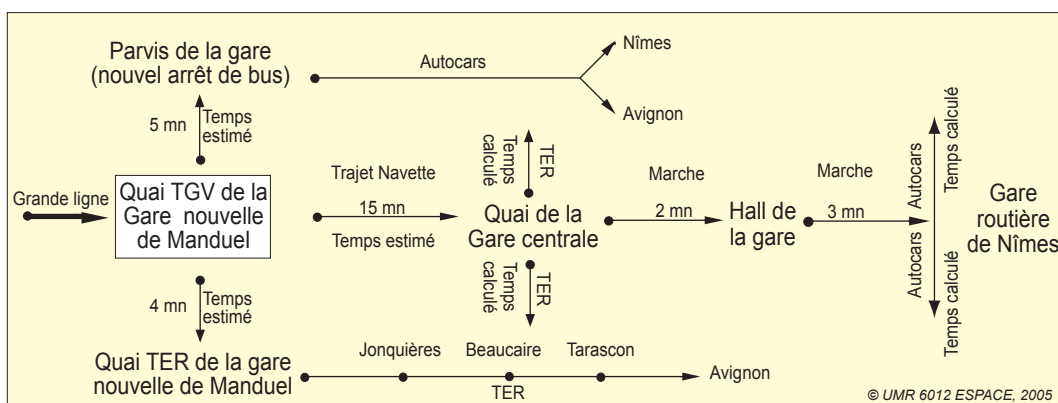 Parvis de la gare
(nouvel arrêt de bus)
Autocars
Nîmes
Avignon
5 mn
Temps
estimé
Grande ligne
Quai TGV de la
Gare nouvelle
de Manduel
Trajet Navette
15 mn
Temps estimé
Temps
calculé
TER
Quai de la
Gare centrale
Temps
calculé
TER
Marche
2 mn
Hall de
la gare
Marche
3 mn
Autocars
Temps calculé
Autocars
Temps calculé
Gare
routière
de Nîmes
4 mn
Temps
estimé
Quai TER de la gare
nouvelle de Manduel
Jonquières
Beaucaire
Tarascon
TER
Avignon
© UMR 6012 ESPACE, 2005